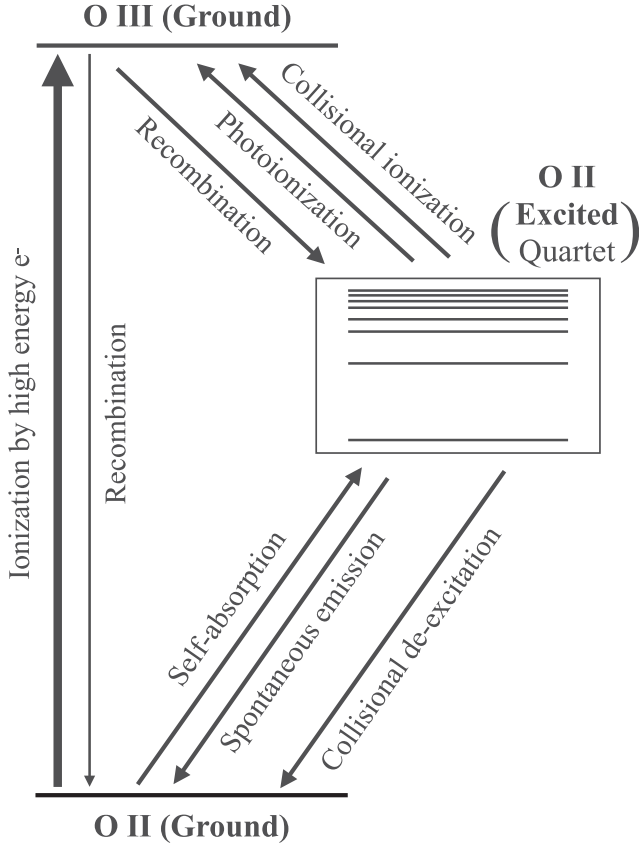 O III (Ground)
Collisional ionization
Photoionization
Recombination
O II
(Excited
Quartet)
Ionization by high energy e-
Recombination
Self-absorption
Spontaneous emission
Collisional de-excitation
O II (Ground)